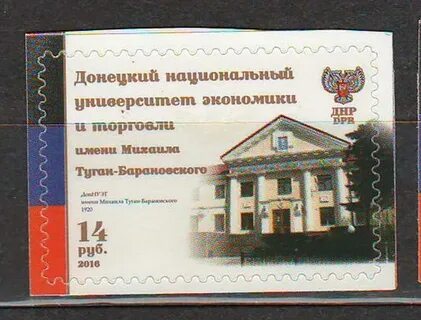 Донецкий национальный
университет экономики
и торговли
имени Михаила
Туган-Барановского
ДНР
DPR
ДонНУЭТ
имени Михаила Туган-Барановского
1920
14
руб.
2016